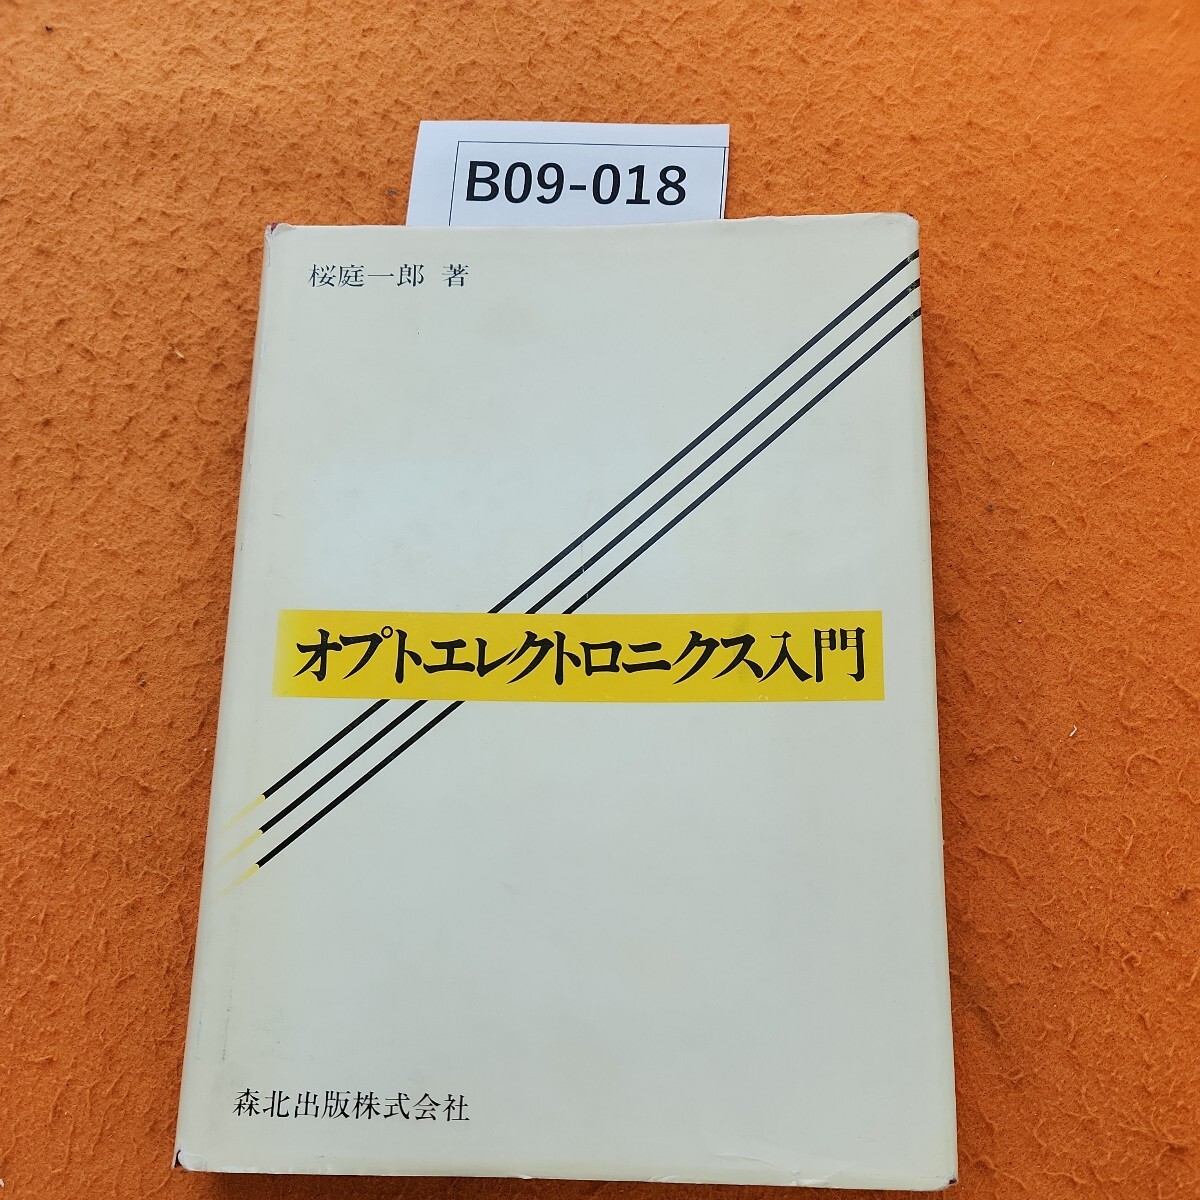 B09-018
桜庭一郎 著
オプトエレクトロニクス入門
森北出版株式会社